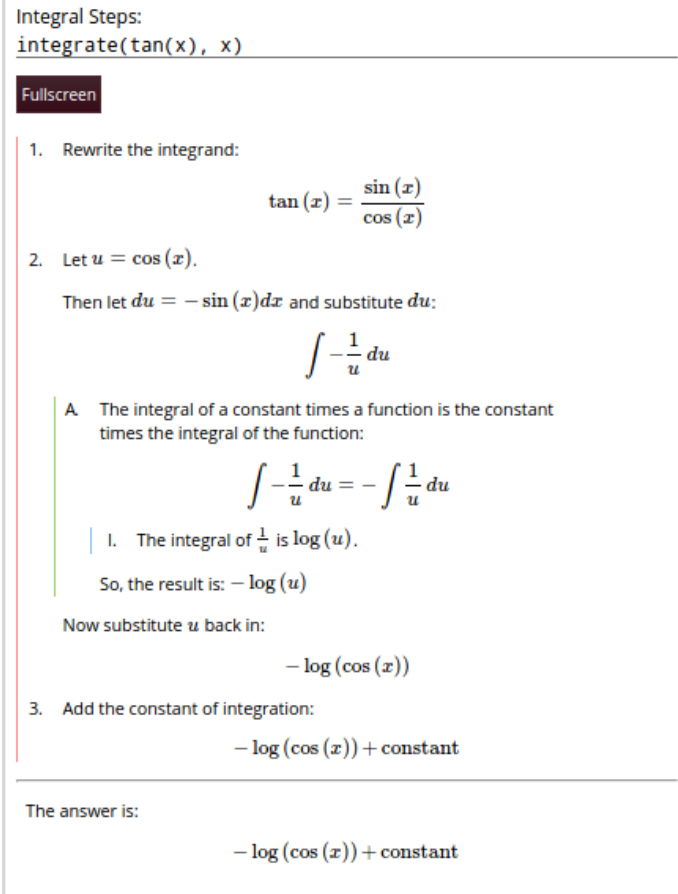 Integral Steps:
integrate(tan(x), x)
Fullscreen
1. Rewrite the integrand:
tan (x) = sin (x) / cos (x)
2. Let u = cos (x).
Then let du = − sin (x)dx and substitute du:
∫ −1/u du
A. The integral of a constant times a function is the constant
times the integral of the function:
∫ −1/u du = − ∫ 1/u du
I. The integral of 1/u is log (u).
So, the result is: − log (u)
Now substitute u back in:
− log (cos (x))
3. Add the constant of integration:
− log (cos (x)) + constant
The answer is:
− log (cos (x)) + constant